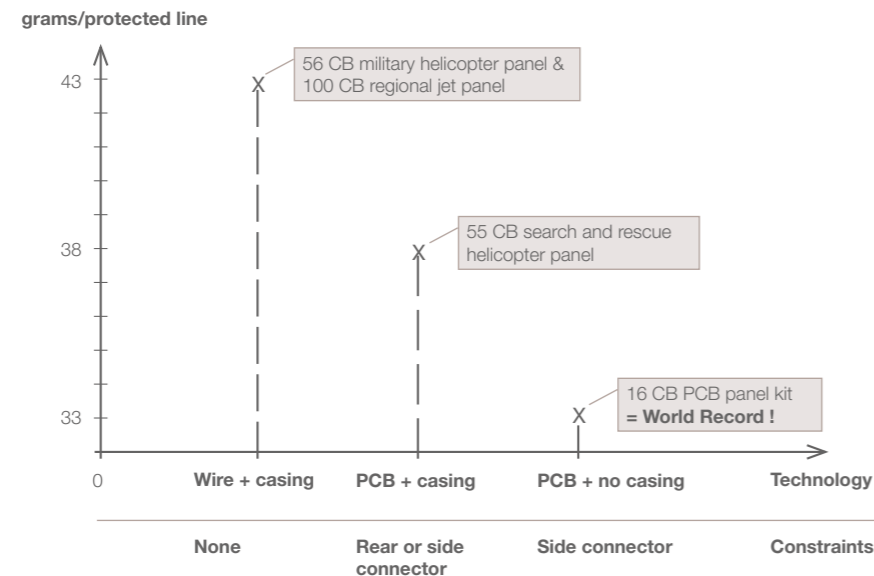 grams/protected line
43
X
56 CB military helicopter panel &
100 CB regional jet panel
38
X
55 CB search and rescue
helicopter panel
33
X
16 CB PCB panel kit
= World Record !
0
Wire + casing
PCB + casing
PCB + no casing
Technology
None
Rear or side
connector
Side connector
Constraints